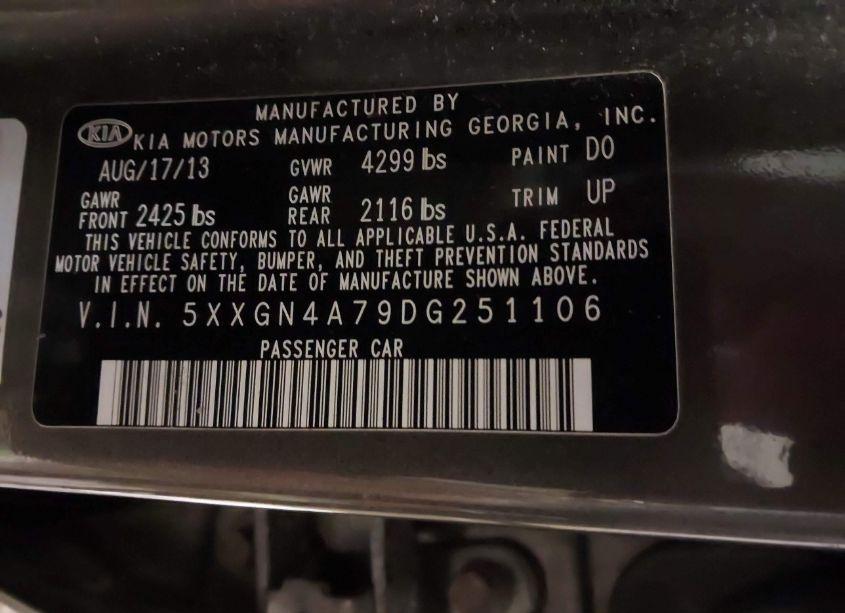 MANUFACTURED BY
KIA KIA MOTORS MANUFACTURING GEORGIA, INC.
AUG/17/13 GVWR 4299 lbs PAINT DO
GAWR FRONT 2425 lbs GAWR REAR 2116 lbs TRIM UP
THIS VEHICLE CONFORMS TO ALL APPLICABLE U.S.A. FEDERAL
MOTOR VEHICLE SAFETY, BUMPER, AND THEFT PREVENTION STANDARDS
IN EFFECT ON THE DATE OF MANUFACTURE SHOWN ABOVE.
V.I.N. 5XXGN4A79DG251106
PASSENGER CAR